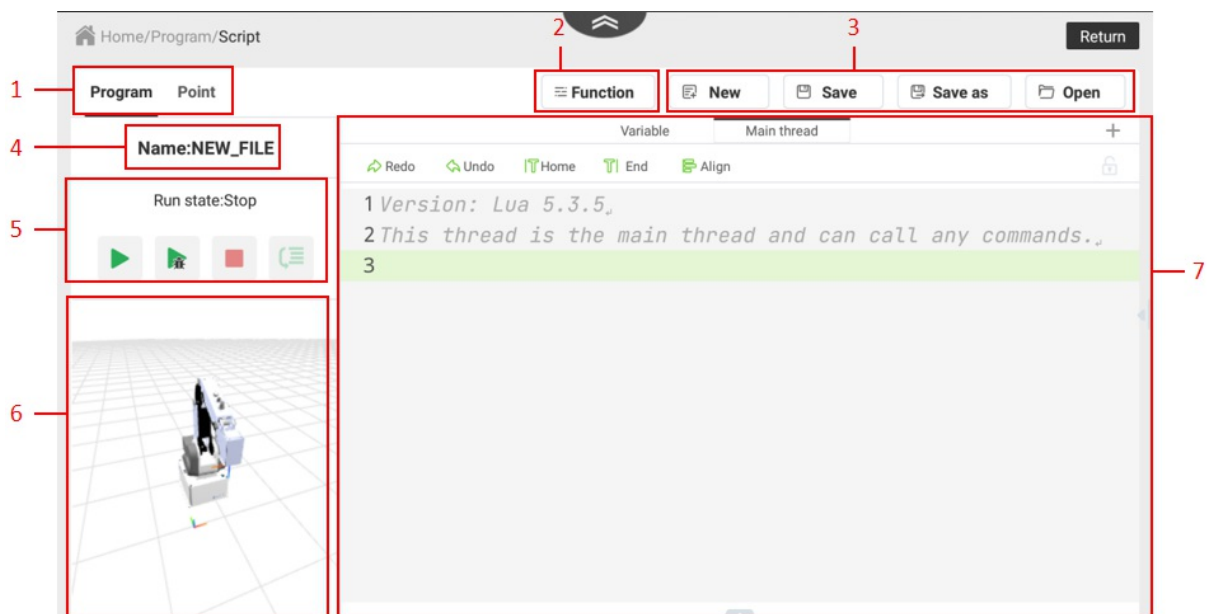 2
3
Home/Program/Script
Return
1
Program Point
Function
New
Save
Save as
Open
4
Name:NEW_FILE
Variable
Main thread
+
Redo
Undo
Home
End
Align
5
Run state:Stop
1 Version: Lua 5.3.5
2 This thread is the main thread and can call any commands.
3
7
6